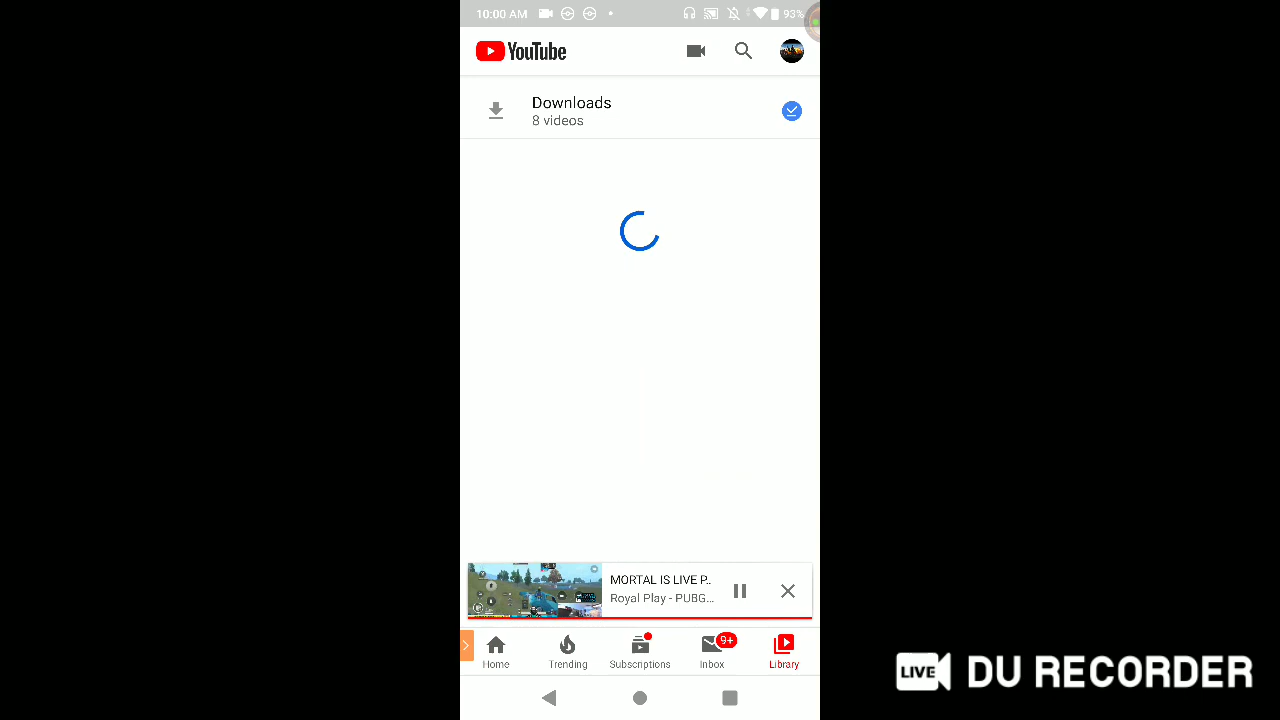 10:00 AM
93%
YouTube
Downloads
8 videos
MORTAL IS LIVE P..
Royal Play - PUBG...
9+
Home
Trending
Subscriptions
Inbox
Library
LIVE DU RECORDER